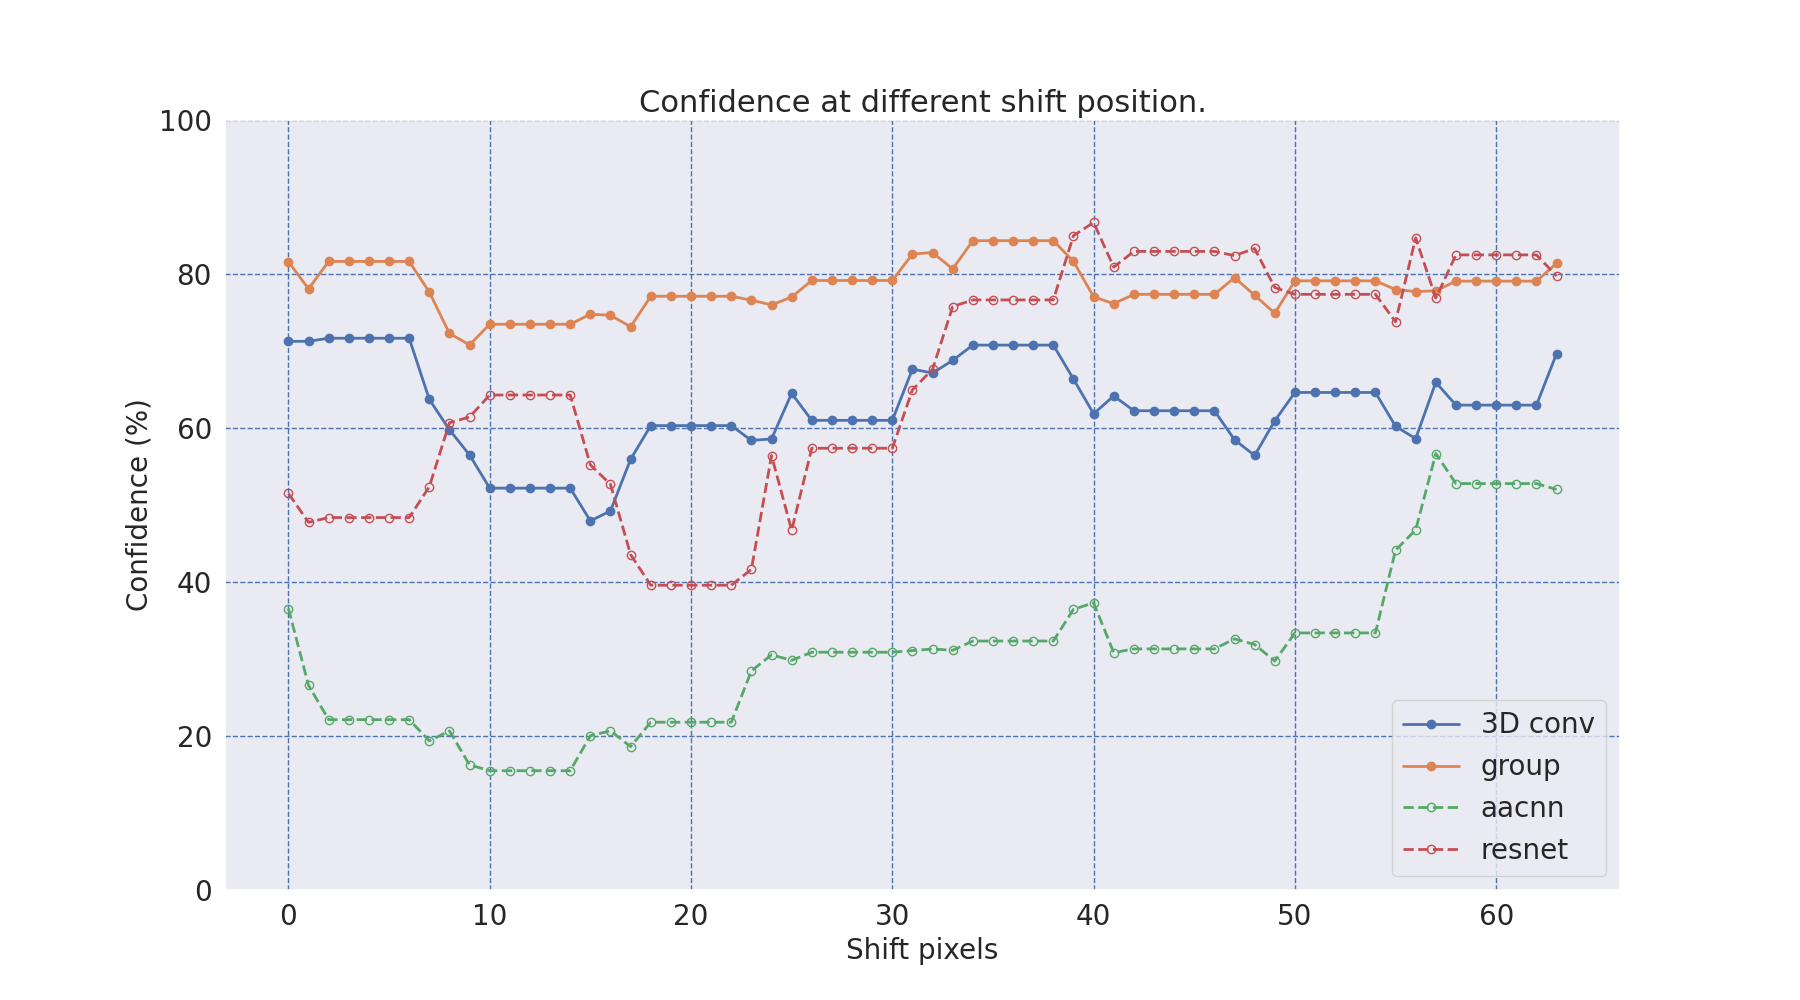 Confidence at different shift position.
100
80
60
40
20
0
Confidence (%)
0 10 20 30 40 50 60
Shift pixels
3D conv
group
aacnn
resnet